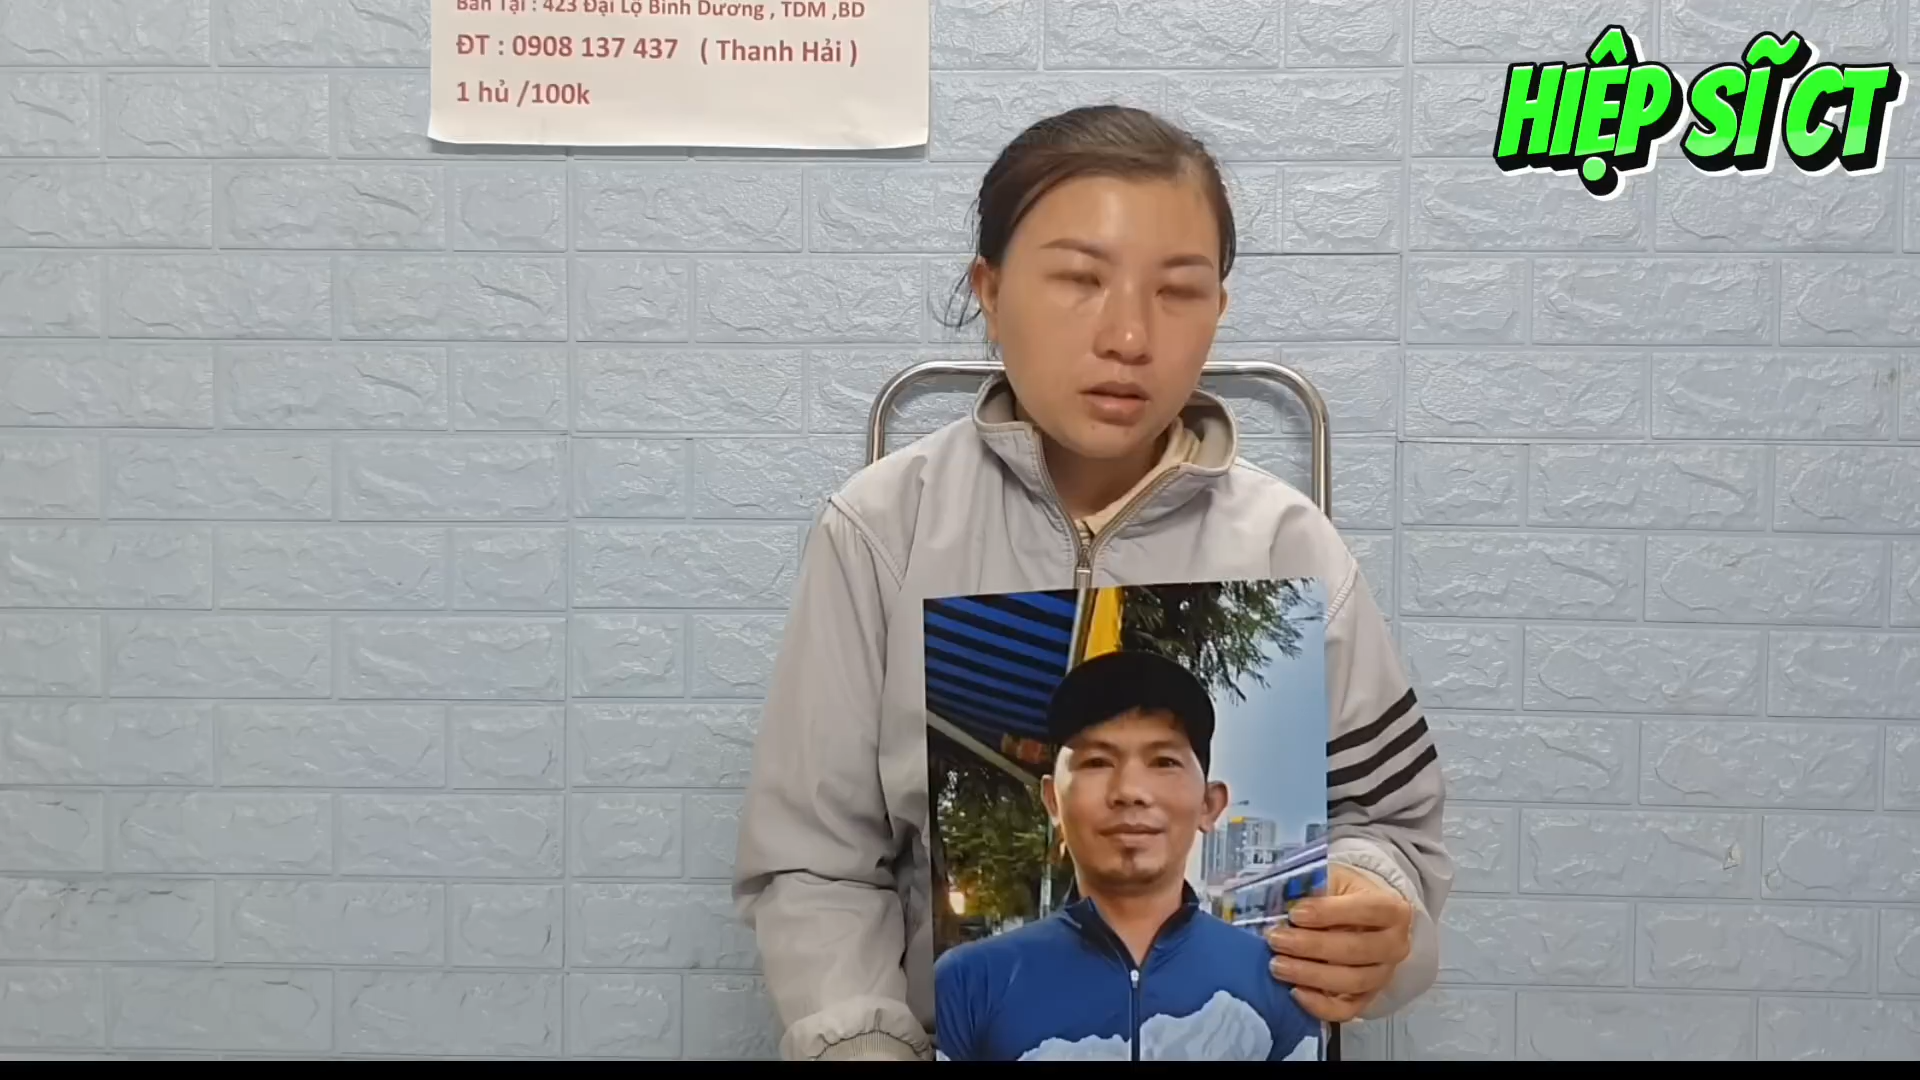 Bán Tại : 423 Đại Lộ Bình Dương , TDM ,BD
ĐT : 0908 137 437 ( Thanh Hải )
1 hủ /100k
HIỆP SĨ CT